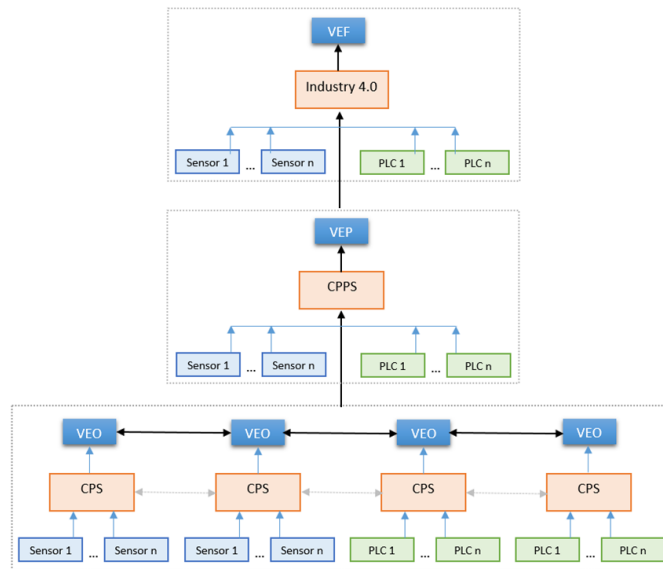 VEF
Industry 4.0
Sensor 1 ... Sensor n PLC 1 ... PLC n
VEP
CPPS
Sensor 1 ... Sensor n PLC 1 ... PLC n
VEO VEO VEO VEO
CPS CPS CPS CPS
Sensor 1 ... Sensor n Sensor 1 ... Sensor n PLC 1 ... PLC n PLC 1 ... PLC n